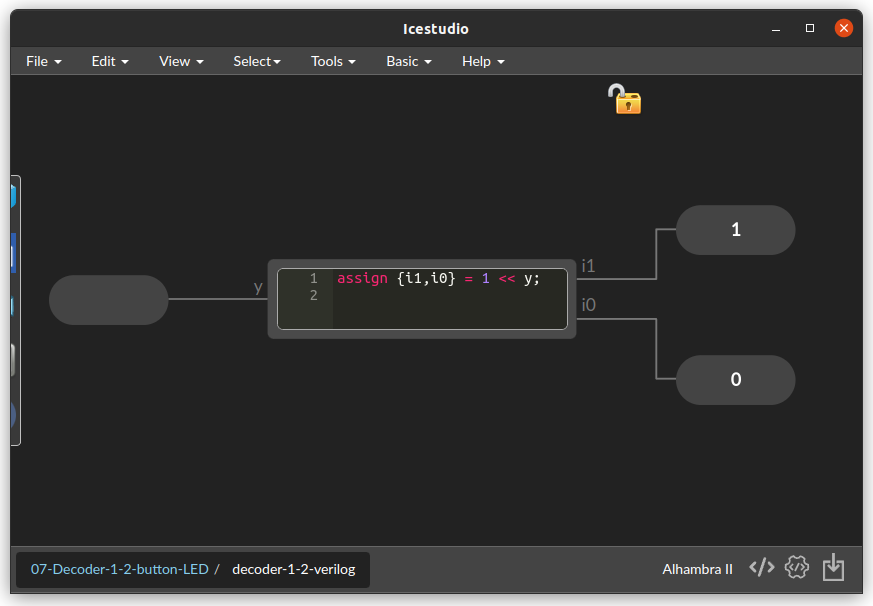 Icestudio
File Edit View Select Tools Basic Help
1
y
i1
1 assign {i1,i0} = 1 << y;
2
i0
0
07-Decoder-1-2-button-LED / decoder-1-2-verilog
Alhambra II